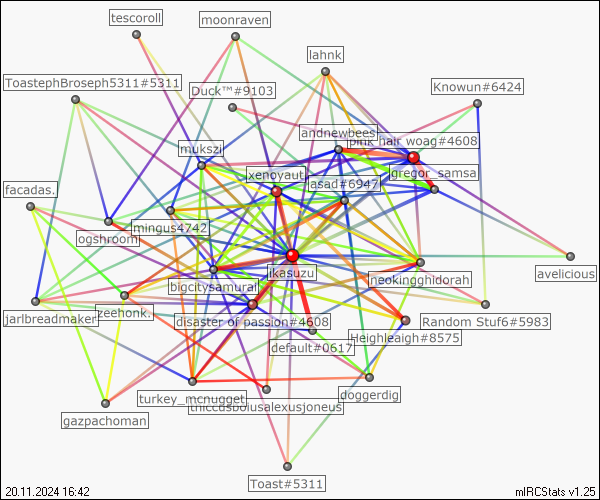 tescoroll
moonraven
lahnk
ToastephBroseph5311#5311
Duck™#9103
Knowun#6424
andnewbees
pink hair woag#4608
mukszi
xenoyaut.
gregor_samsa
asad#6947
facadas.
mingus4742
ogshroom
ikasuzu
neokingghidorah
avelicious
bigcitysamurai
jarlbreadmaker
zeehonk.
disaster of passion#4608
Random Stuf6#5983
Heighleaigh#8575
default#0617
turkey_mcnugget
doggerdig
gazpachoman
Toast#5311
20.11.2024 16:42
mIRCStats v1.25